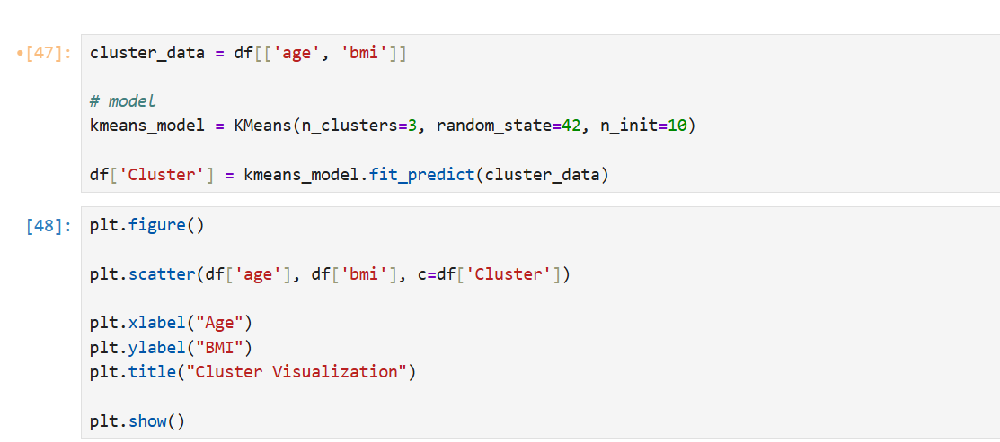 [47]: cluster_data = df[['age', 'bmi']]
# model
kmeans_model = KMeans(n_clusters=3, random_state=42, n_init=10)
df['Cluster'] = kmeans_model.fit_predict(cluster_data)
[48]: plt.figure()
plt.scatter(df['age'], df['bmi'], c=df['Cluster'])
plt.xlabel("Age")
plt.ylabel("BMI")
plt.title("Cluster Visualization")
plt.show()